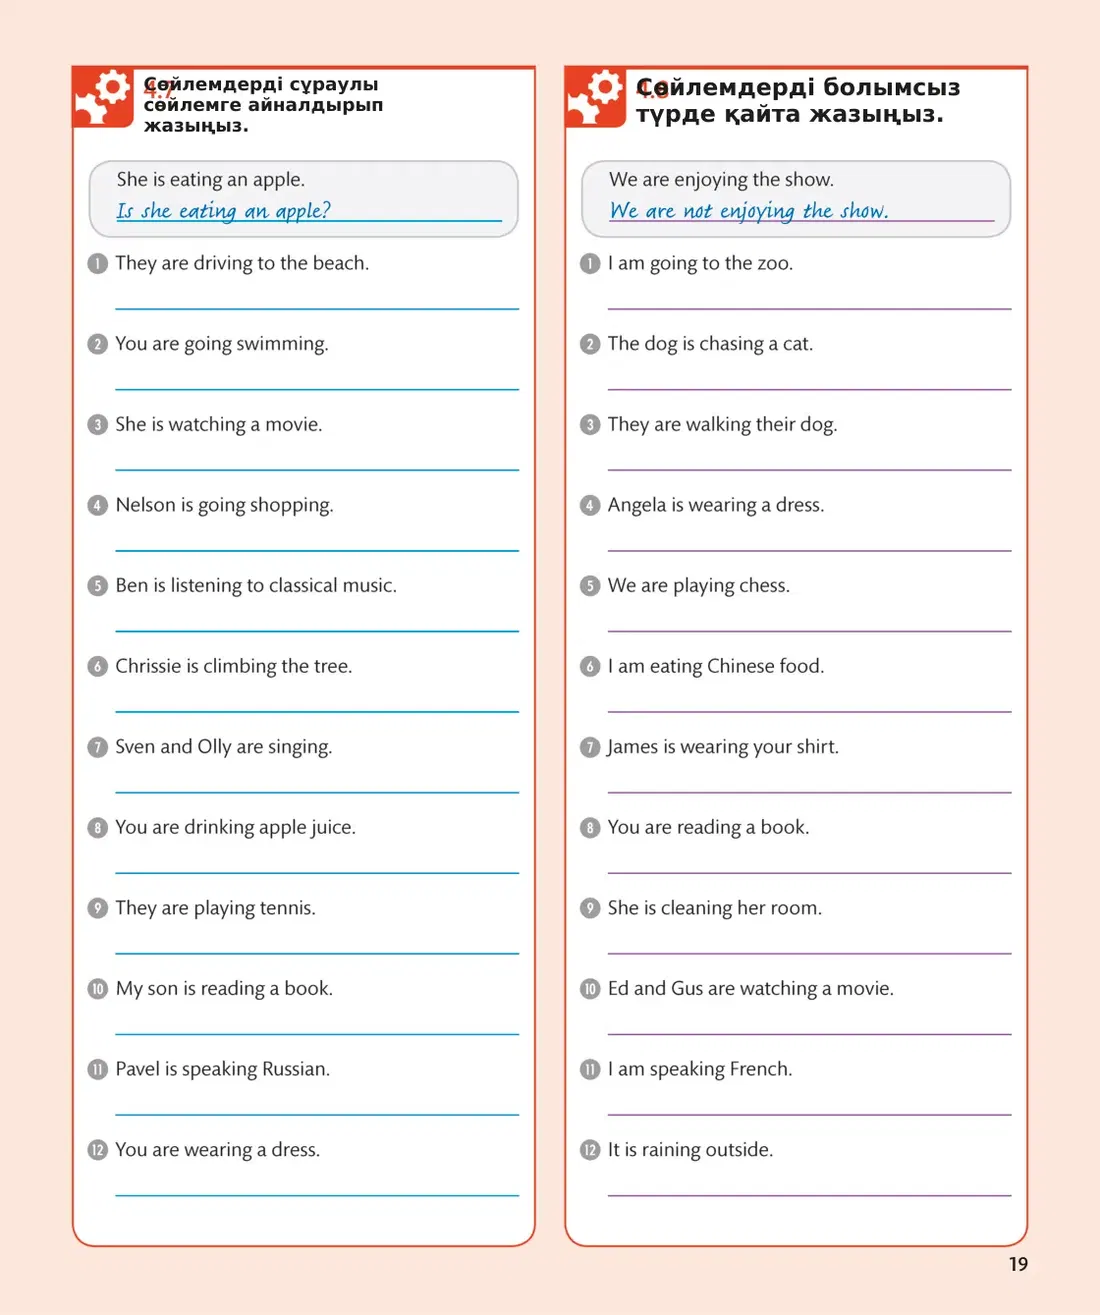 Сөйлемдерді сұраулы
сөйлемге айналдырып
жазыңыз.
She is eating an apple.
Is she eating an apple?
1 They are driving to the beach.
2 You are going swimming.
3 She is watching a movie.
4 Nelson is going shopping.
5 Ben is listening to classical music.
6 Chrissie is climbing the tree.
7 Sven and Olly are singing.
8 You are drinking apple juice.
9 They are playing tennis.
10 My son is reading a book.
11 Pavel is speaking Russian.
12 You are wearing a dress.
Сөйлемдерді болымсыз
түрде қайта жазыңыз.
We are enjoying the show.
We are not enjoying the show.
1 I am going to the zoo.
2 The dog is chasing a cat.
3 They are walking their dog.
4 Angela is wearing a dress.
5 We are playing chess.
6 I am eating Chinese food.
7 James is wearing your shirt.
8 You are reading a book.
9 She is cleaning her room.
10 Ed and Gus are watching a movie.
11 I am speaking French.
12 It is raining outside.
19